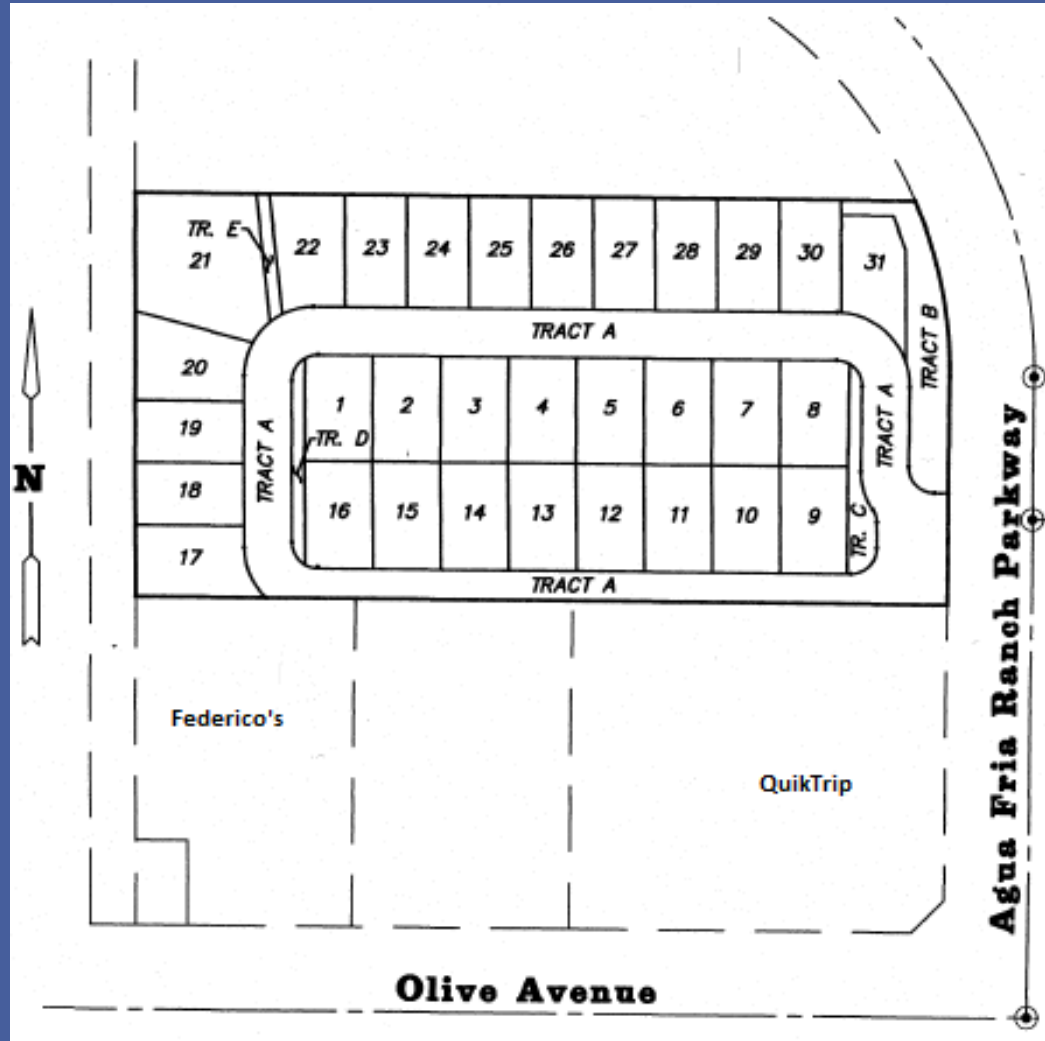 TR. E
21
22
23
24
25
26
27
28
29
30
31
TRACT A
TRACT B
20
19
18
17
TRACT A
1
2
3
4
5
6
7
8
TR. D
TRACT A
16
15
14
13
12
11
10
9
TR. C
TRACT A
N
Federico's
QuikTrip
Agua Fria Ranch Parkway
Olive Avenue